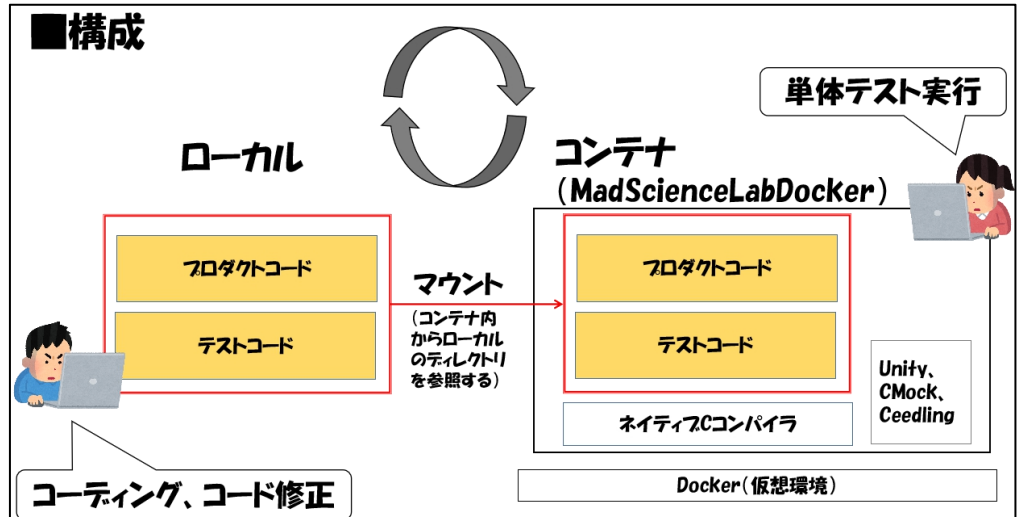 ■構成
単体テスト実行
ローカル
コンテナ
（MadScienceLabDocker）
プロダクトコード
テストコード
マウント
（コンテナ内
からローカル
のディレクトリ
を参照する）
プロダクトコード
テストコード
ネイティブCコンパイラ
Unity、
CMock、
Ceedling
コーディング、コード修正
Docker（仮想環境）